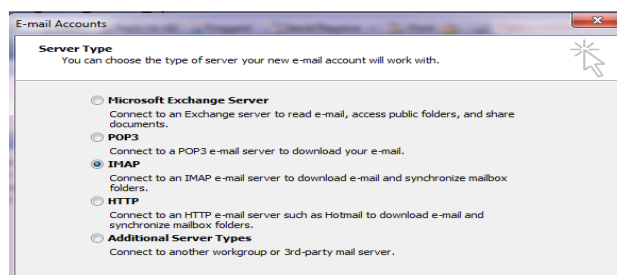 E-mail Accounts
Server Type
You can choose the type of server your new e-mail account will work with.
Microsoft Exchange Server
Connect to an Exchange server to read e-mail, access public folders, and share
documents.
POP3
Connect to a POP3 e-mail server to download your e-mail.
IMAP
Connect to an IMAP e-mail server to download e-mail and synchronize mailbox
folders.
HTTP
Connect to an HTTP e-mail server such as Hotmail to download e-mail and
synchronize mailbox folders.
Additional Server Types
Connect to another workgroup or 3rd-party mail server.